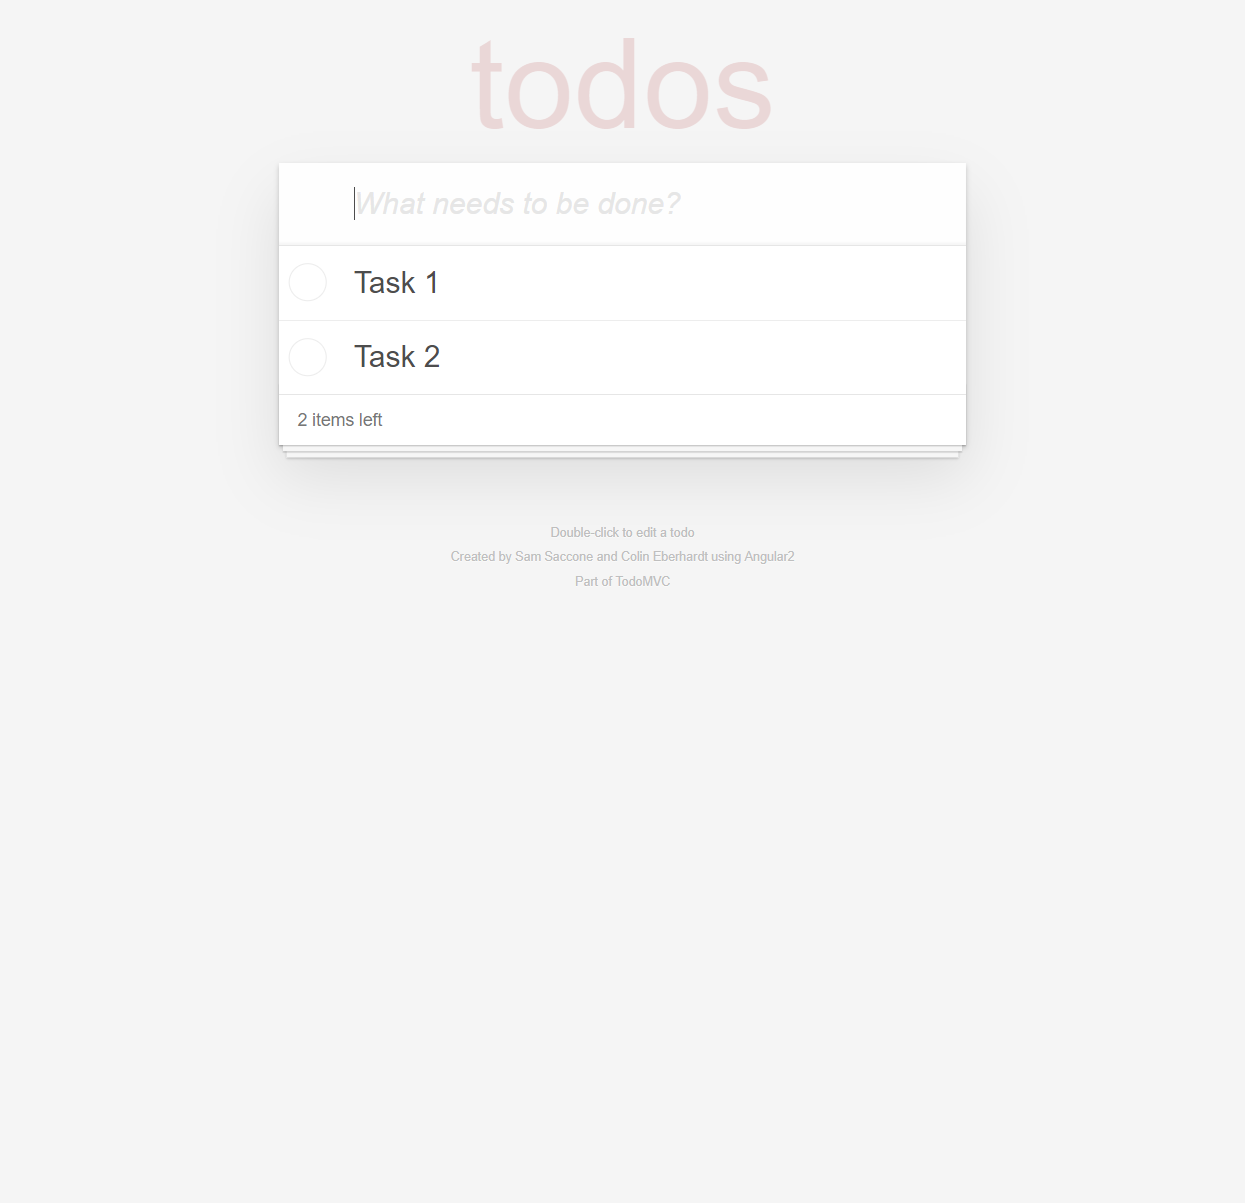 todos
What needs to be done?
Task 1
Task 2
2 items left
Double-click to edit a todo
Created by Sam Saccone and Colin Eberhardt using Angular2
Part of TodoMVC